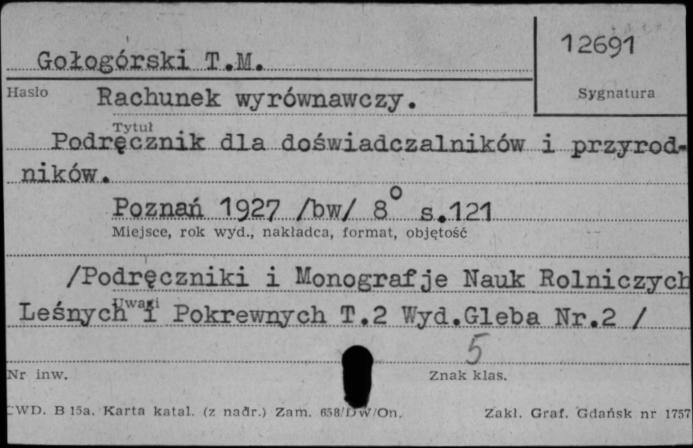 12691
Gołogórski T.M.
Hasło
Sygnatura
Rachunek wyrównawczy.
Tytuł
Podręcznik dla doświadczalników i przyrod-
ników.
Poznań 1927 /bw/ 8° s.121
Miejsce, rok wyd., nakładca, format, objętość
/Podręczniki i Monografje Nauk Rolniczych
Uwagi
Leśnych i Pokrewnych T.2 Wyd.Gleba Nr.2 /
5
Nr inw.
Znak klas.
CWD. B 15a. Karta katal. (z nadr.) Zam. 658/DW/On.
Zakł. Graf. Gdańsk nr 1757